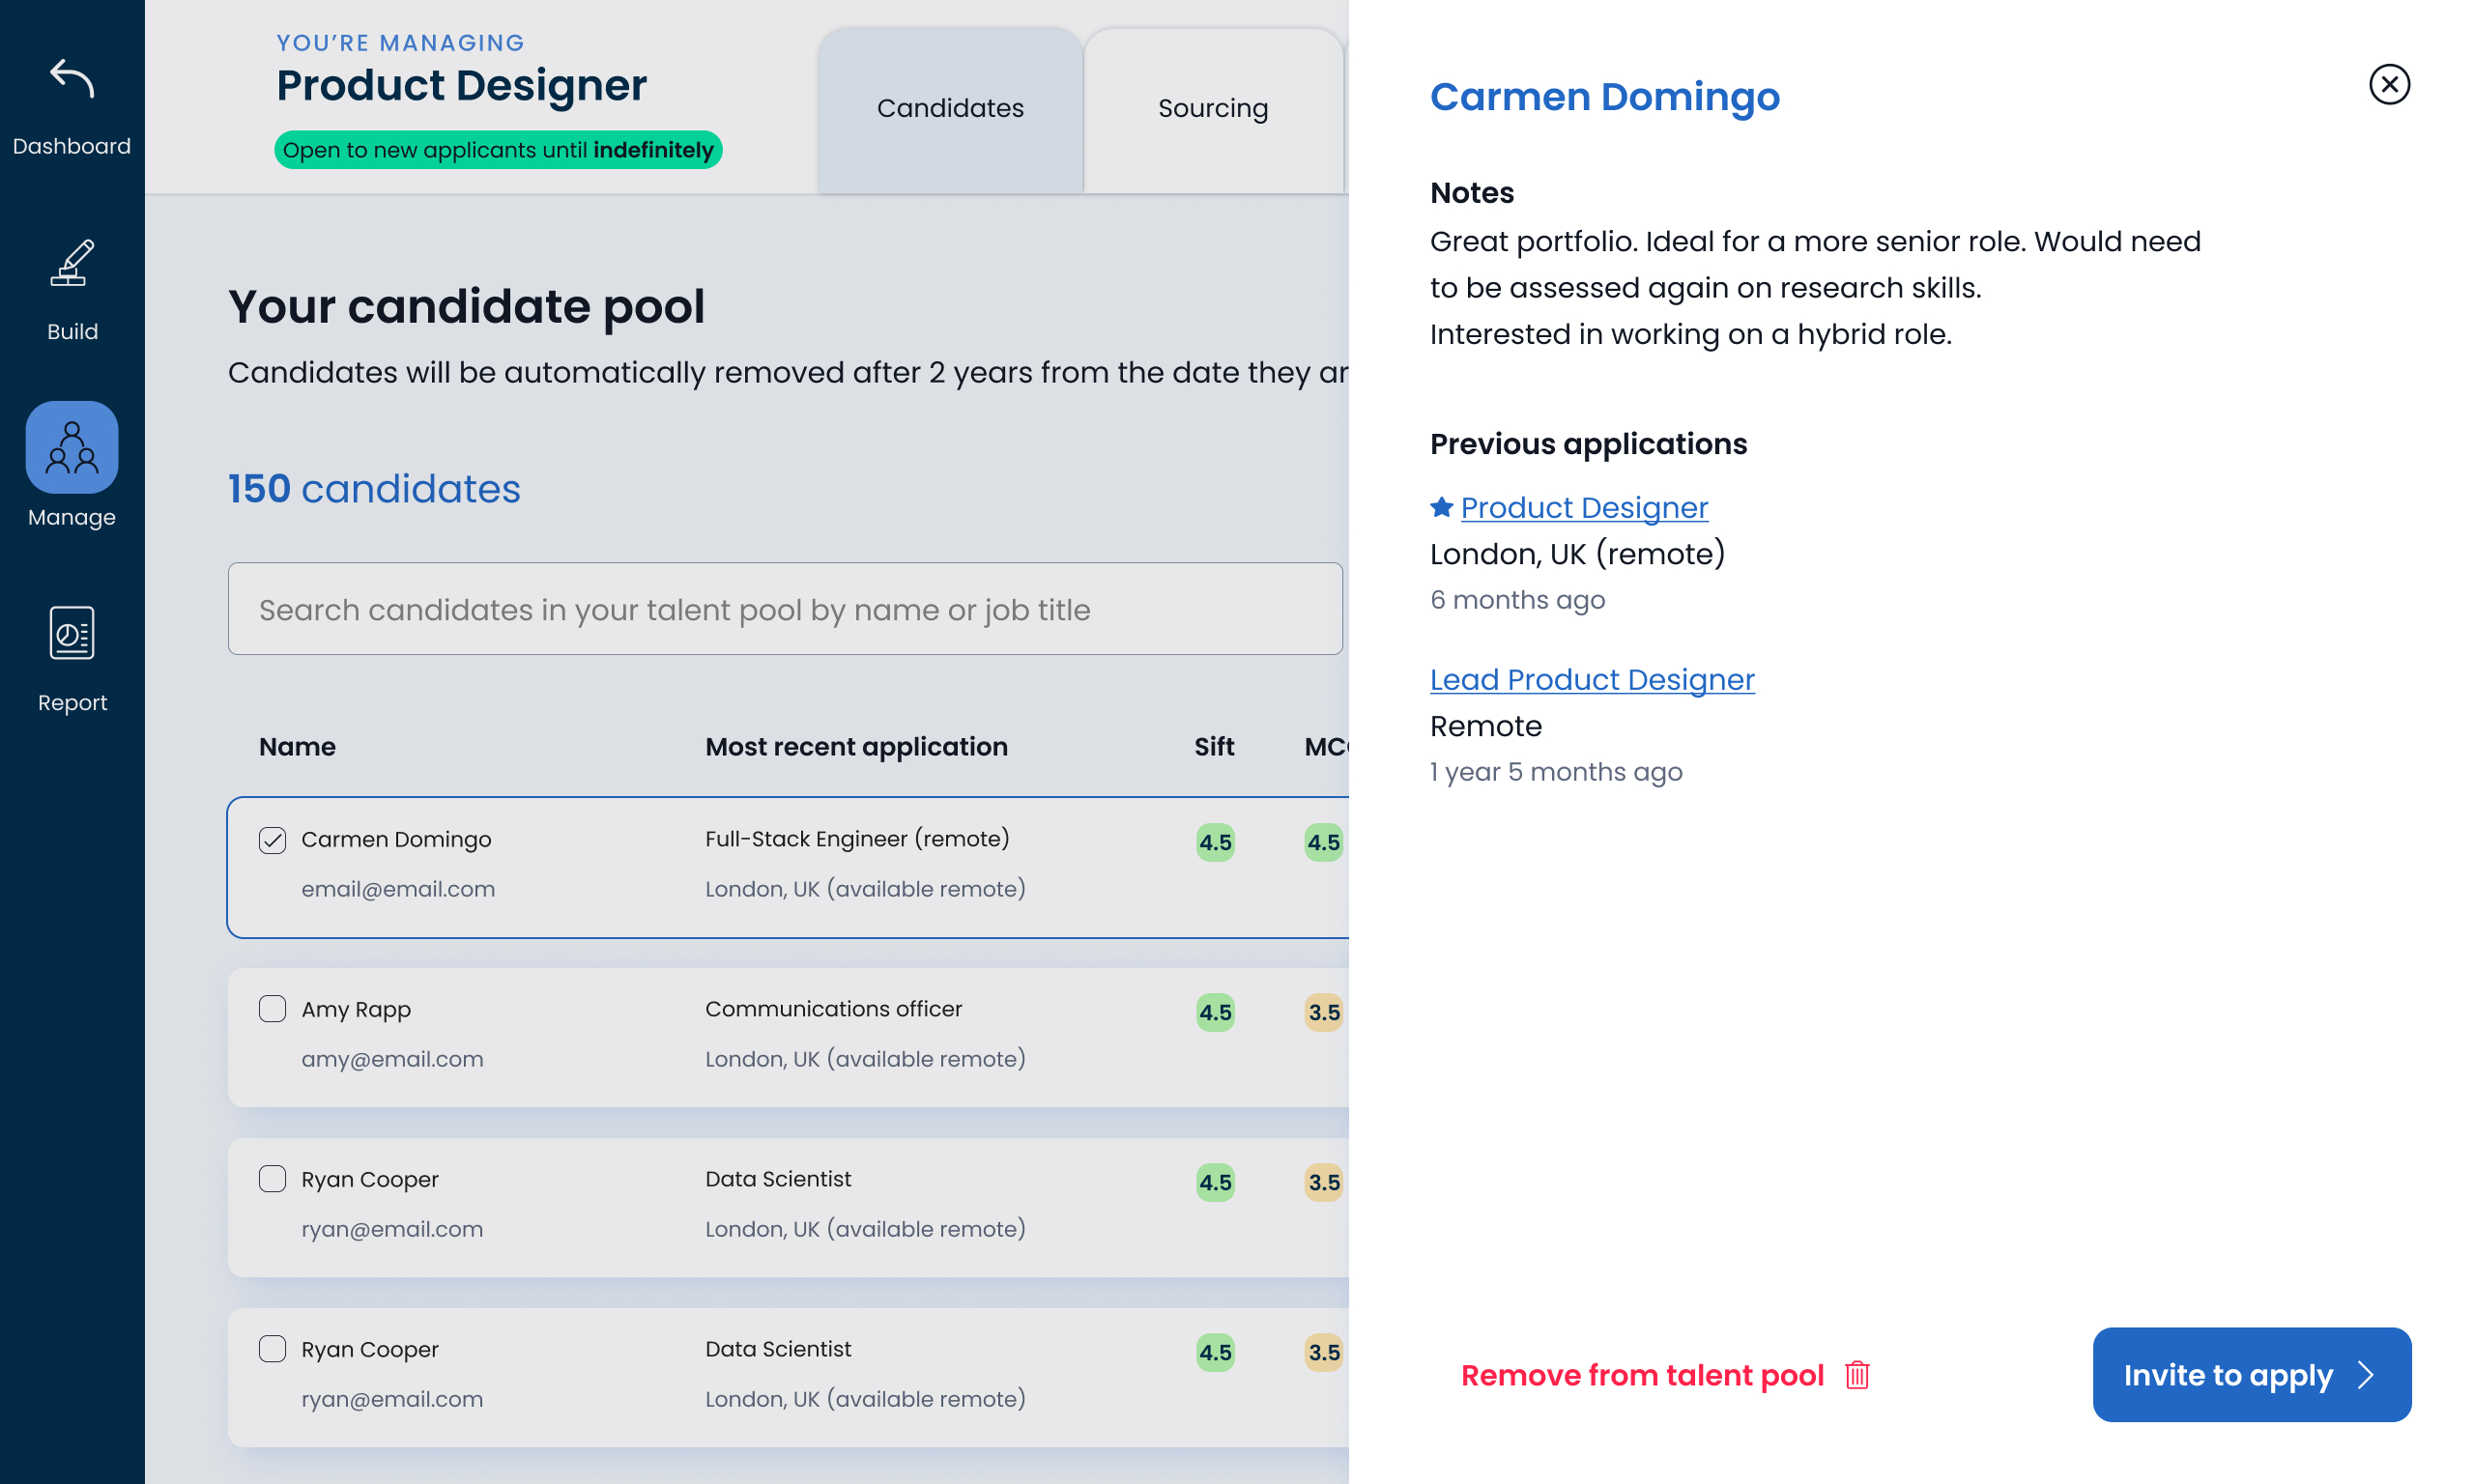 Dashboard
Build
Manage
Report
YOU’RE MANAGING
Product Designer
Open to new applicants until indefinitely
Candidates
Sourcing
Your candidate pool
Candidates will be automatically removed after 2 years from the date they
150 candidates
Search candidates in your talent pool by name or job title
Name Most recent application Sift
Carmen Domingo Full-Stack Engineer (remote) 4.5 4.5
email@email.com London, UK (available remote)
Amy Rapp Communications officer 4.5 3.5
amy@email.com London, UK (available remote)
Ryan Cooper Data Scientist 4.5 3.5
ryan@email.com London, UK (available remote)
Ryan Cooper Data Scientist 4.5 3.5
ryan@email.com London, UK (available remote)
Carmen Domingo
Notes
Great portfolio. Ideal for a more senior role. Would need
to be assessed again on research skills.
Interested in working on a hybrid role.
Previous applications
Product Designer
London, UK (remote)
6 months ago
Lead Product Designer
Remote
1 year 5 months ago
Remove from talent pool
Invite to apply